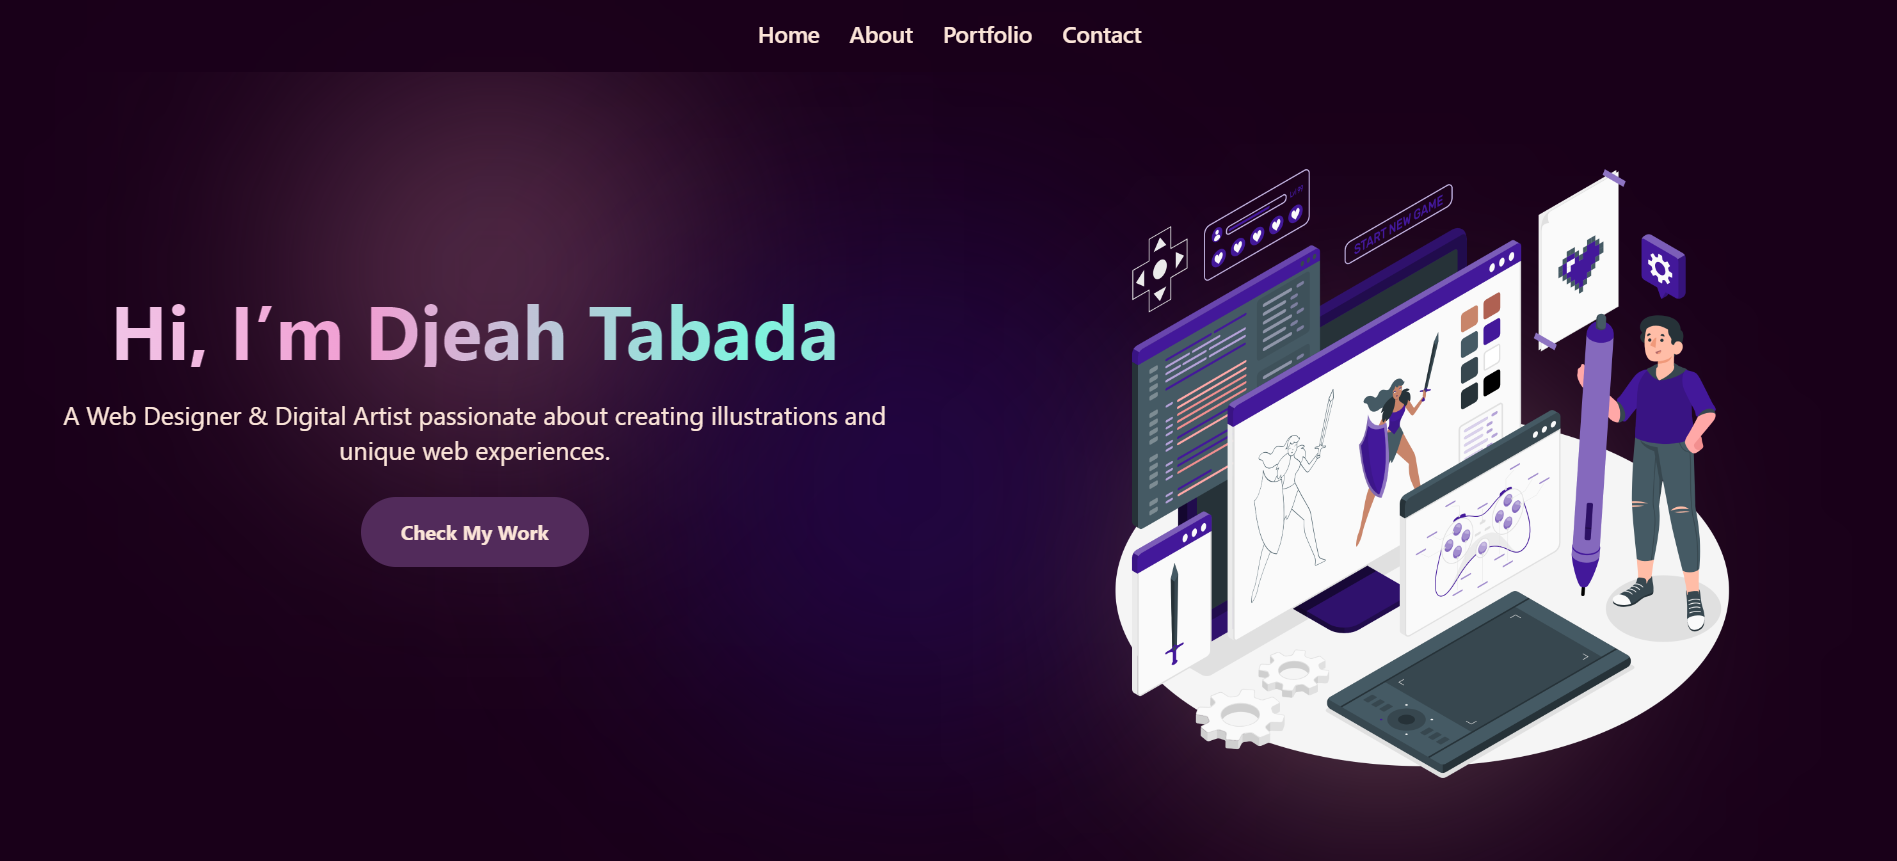 Home About Portfolio Contact
START NEW GAME
Hi, I’m Djeah Tabada
A Web Designer & Digital Artist passionate about creating illustrations and
unique web experiences.
Check My Work